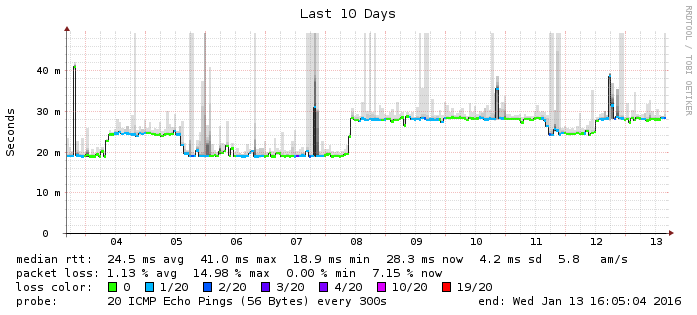 Last 10 Days
RRDTOOL / TOBI OETIKER
Seconds
40 m
30 m
20 m
10 m
0
04 05 06 07 08 09 10 11 12 13
median rtt: 24.5 ms avg 41.0 ms max 18.9 ms min 28.3 ms now 4.2 ms sd 5.8 am/s
packet loss: 1.13 % avg 14.98 % max 0.00 % min 7.15 % now
loss color: 0 1/20 2/20 3/20 4/20 10/20 19/20
probe: 20 ICMP Echo Pings (56 Bytes) every 300s end: Wed Jan 13 16:05:04 2016